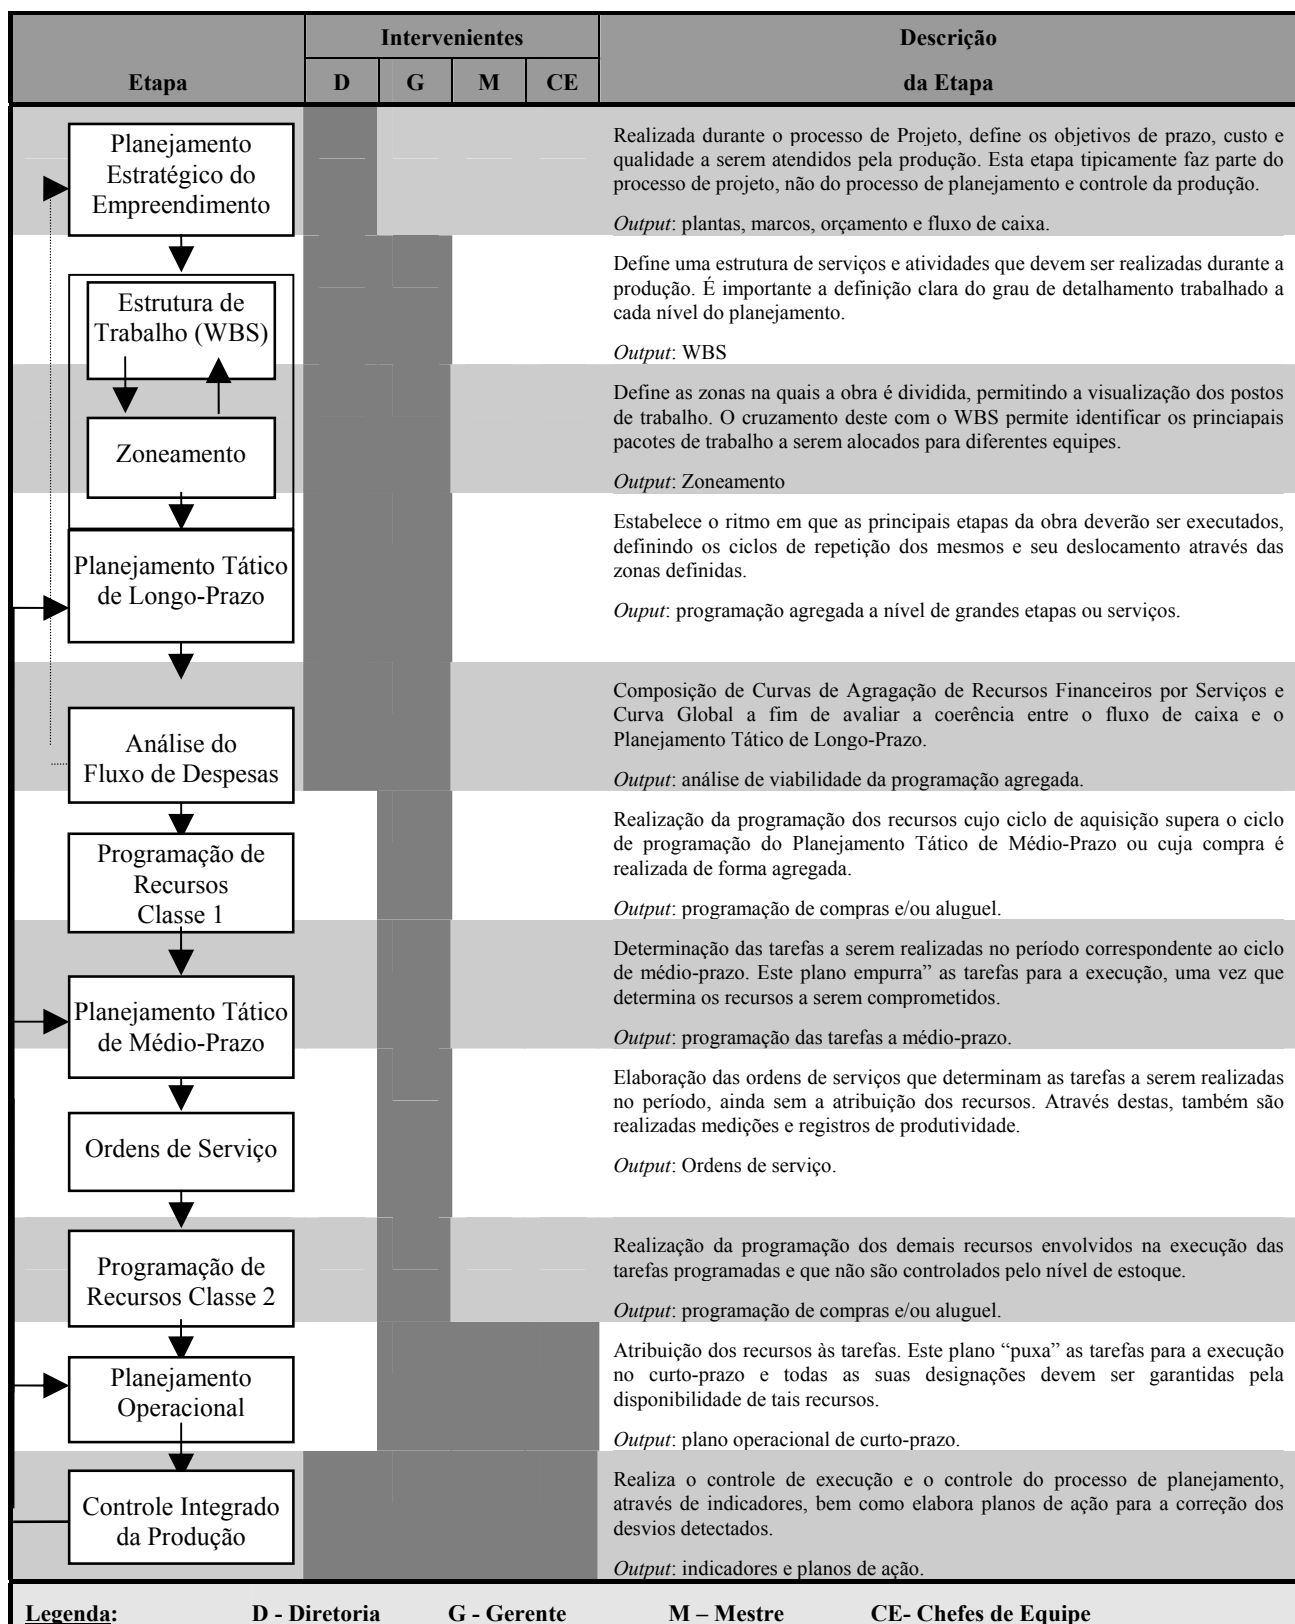 Intervenientes
Descrição
Etapa
D
G
M
CE
da Etapa
Planejamento
Estratégico do
Empreendimento
Realizada durante o processo de Projeto, define os objetivos de prazo, custo e
qualidade a serem atendidos pela produção. Esta etapa tipicamente faz parte do
processo de projeto, não do processo de planejamento e controle da produção.
Output: plantas, marcos, orçamento e fluxo de caixa.
Estrutura de
Trabalho (WBS)
Define uma estrutura de serviços e atividades que devem ser realizadas durante a
produção. É importante a definição clara do grau de detalhamento trabalhado a
cada nível do planejamento.
Output: WBS
Zoneamento
Define as zonas na quais a obra é dividida, permitindo a visualização dos postos
de trabalho. O cruzamento deste com o WBS permite identificar os princiapais
pacotes de trabalho a serem alocados para diferentes equipes.
Output: Zoneamento
Planejamento Tático
de Longo-Prazo
Estabelece o ritmo em que as principais etapas da obra deverão ser executados,
definindo os ciclos de repetição dos mesmos e seu deslocamento através das
zonas definidas.
Ouput: programação agregada a nível de grandes etapas ou serviços.
Análise do
Fluxo de Despesas
Composição de Curvas de Agragação de Recursos Financeiros por Serviços e
Curva Global a fim de avaliar a coerência entre o fluxo de caixa e o
Planejamento Tático de Longo-Prazo.
Output: análise de viabilidade da programação agregada.
Programação de
Recursos
Classe 1
Realização da programação dos recursos cujo ciclo de aquisição supera o ciclo
de programação do Planejamento Tático de Médio-Prazo ou cuja compra é
realizada de forma agregada.
Output: programação de compras e/ou aluguel.
Planejamento Tático
de Médio-Prazo
Determinação das tarefas a serem realizadas no período correspondente ao ciclo
de médio-prazo. Este plano empurra” as tarefas para a execução, uma vez que
determina os recursos a serem comprometidos.
Output: programação das tarefas a médio-prazo.
Ordens de Serviço
Elaboração das ordens de serviços que determinam as tarefas a serem realizadas
no período, ainda sem a atribuição dos recursos. Através destas, também são
realizadas medições e registros de produtividade.
Output: Ordens de serviço.
Programação de
Recursos Classe 2
Realização da programação dos demais recursos envolvidos na execução das
tarefas programadas e que não são controlados pelo nível de estoque.
Output: programação de compras e/ou aluguel.
Planejamento
Operacional
Atribuição dos recursos às tarefas. Este plano “puxa” as tarefas para a execução
no curto-prazo e todas as suas designações devem ser garantidas pela
disponibilidade de tais recursos.
Output: plano operacional de curto-prazo.
Controle Integrado
da Produção
Realiza o controle de execução e o controle do processo de planejamento,
através de indicadores, bem como elabora planos de ação para a correção dos
desvios detectados.
Output: indicadores e planos de ação.
Legenda: D - Diretoria G - Gerente M – Mestre CE- Chefes de Equipe